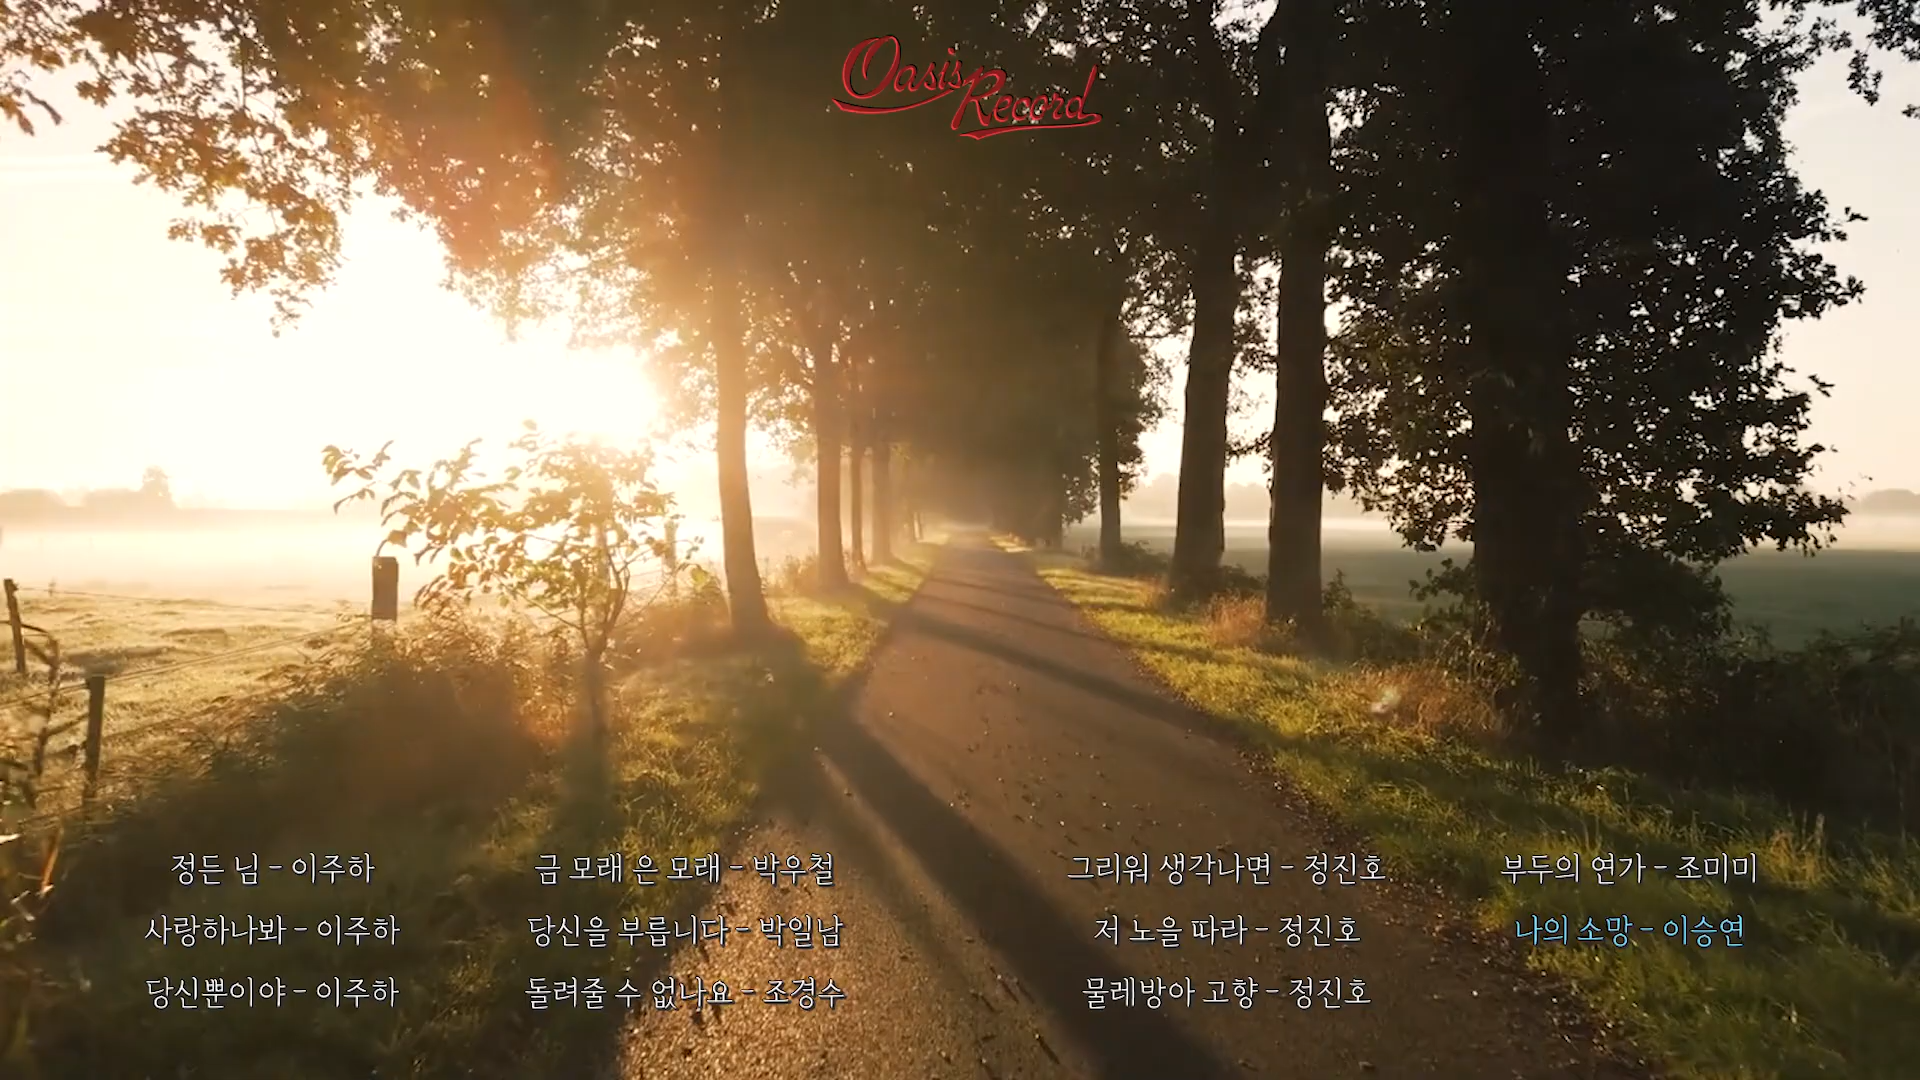 Oasis
Record
정든 님 - 이주하
사랑하나봐 - 이주하
당신뿐이야 - 이주하
금 모래 은 모래 - 박우철
당신을 부릅니다 - 박일남
돌려줄 수 없나요 - 조경수
그리워 생각나면 - 정진호
저 노을 따라 - 정진호
물레방아 고향 - 정진호
부두의 연가 - 조미미
나의 소망 - 이승연